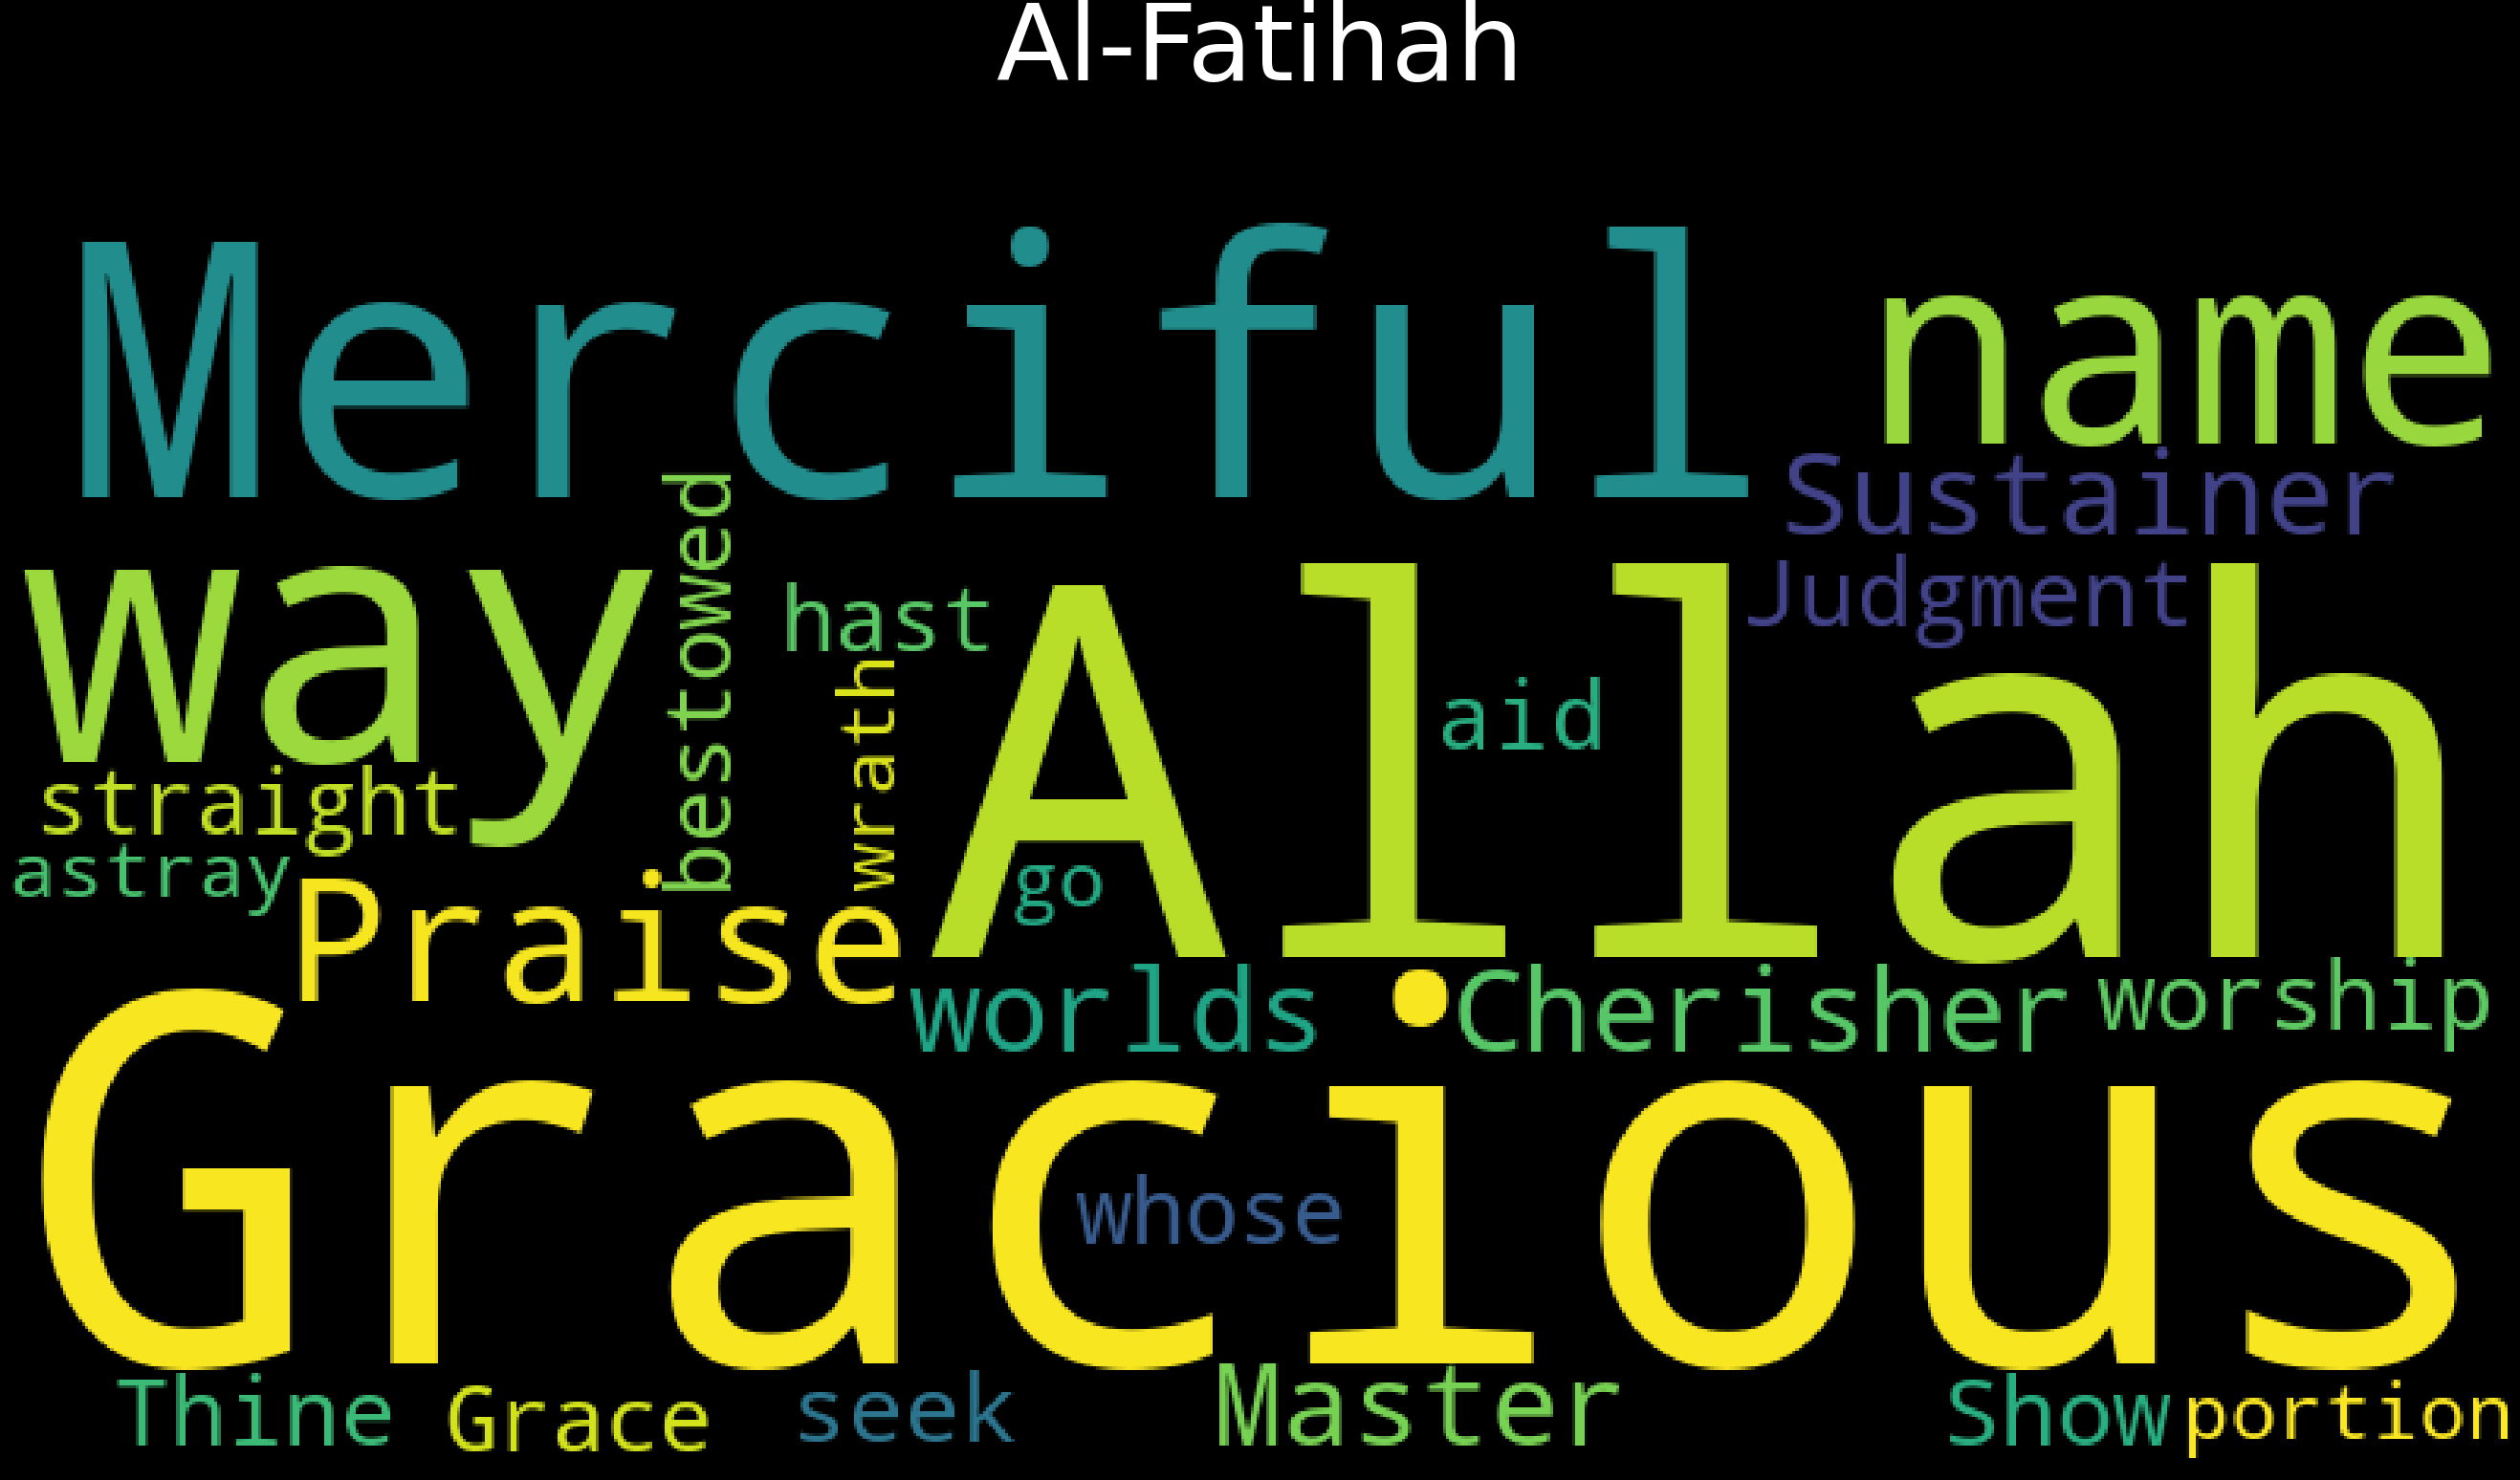 Al-Fatihah
Merciful
name
Sustainer
way
bestowed
hast
Judgment
Allah
aid
wrath
straight
astray
go
Praise
worlds
Cherisher
worship
Gracious
whose
Thine
Grace
seek
Master
Show
portion